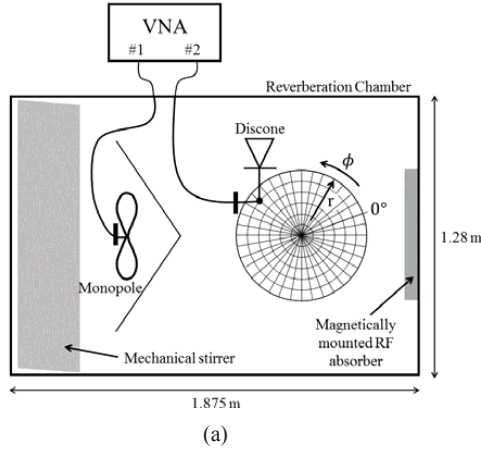 VNA
#1 #2
Reverberation Chamber
Discone
ϕ
r
0°
1.28 m
Monopole
Magnetically
mounted RF
absorber
Mechanical stirrer
1.875 m
(a)